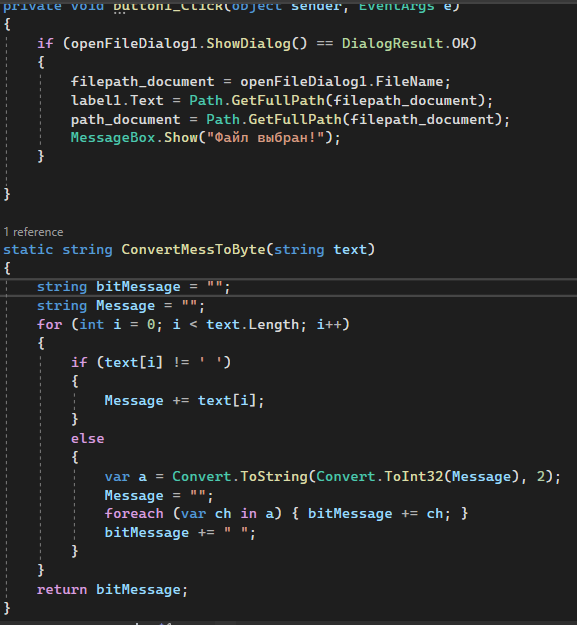 private void button1_Click(object sender, EventArgs e)
{
if (openFileDialog1.ShowDialog() == DialogResult.OK)
{
filepath_document = openFileDialog1.FileName;
label1.Text = Path.GetFullPath(filepath_document);
path_document = Path.GetFullPath(filepath_document);
MessageBox.Show("Файл выбран!");
}
}
1 reference
static string ConvertMessToByte(string text)
{
string bitMessage = "";
string Message = "";
for (int i = 0; i < text.Length; i++)
{
if (text[i] != ' ')
{
Message += text[i];
}
else
{
var a = Convert.ToString(Convert.ToInt32(Message), 2);
Message = "";
foreach (var ch in a) { bitMessage += ch; }
bitMessage += " ";
}
}
return bitMessage;
}